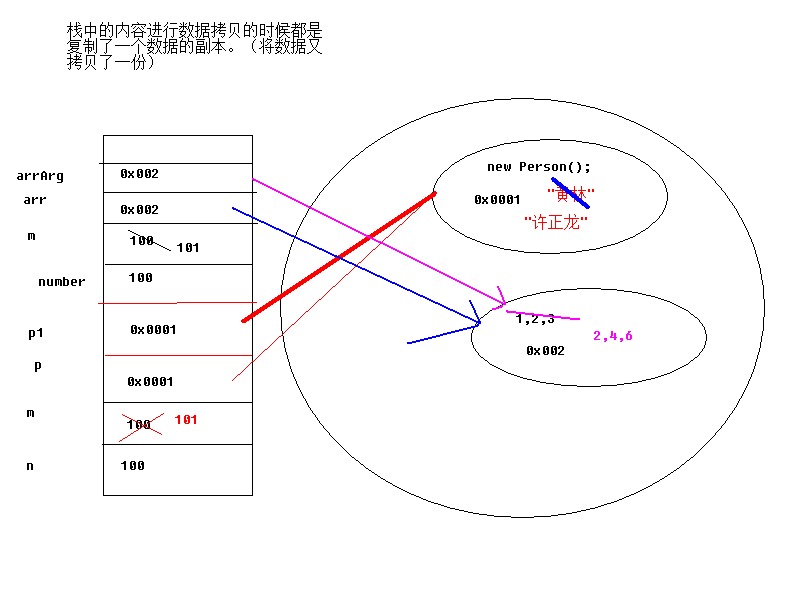 栈中的内容进行数据拷贝的时候都是
复制了一个数据的副本。（将数据又
拷贝了一份）
arrArg
0x002
arr
0x002
m
100
101
number
100
p1
0x0001
p
0x0001
m
100
101
n
100
new Person();
0x0001
"黄林"
"许正龙"
1,2,3
2,4,6
0x002